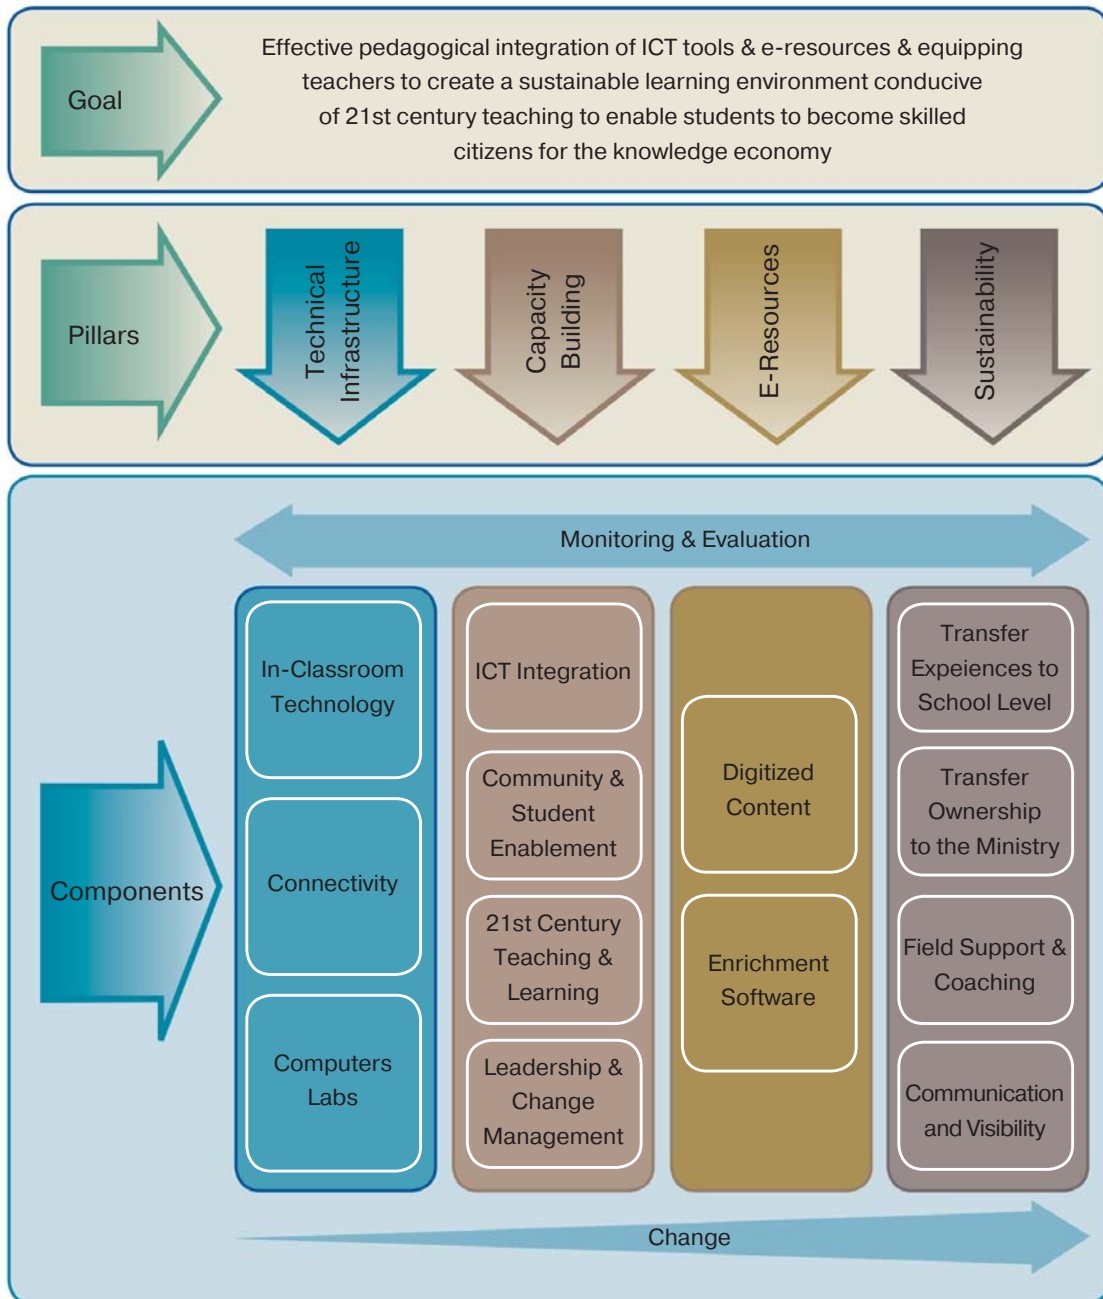 Goal
Effective pedagogical integration of ICT tools & e-resources & equipping
teachers to create a sustainable learning environment conducive
of 21st century teaching to enable students to become skilled
citizens for the knowledge economy
Pillars
Technical
Infrastructure
Capacity
Building
E-Resources
Sustainability
Components
Monitoring & Evaluation
In-Classroom
Technology
Connectivity
Computers
Labs
ICT Integration
Community &
Student
Enablement
21st Century
Teaching &
Learning
Leadership &
Change
Management
Digitized
Content
Enrichment
Software
Transfer
Expeiences to
School Level
Transfer
Ownership
to the Ministry
Field Support &
Coaching
Communication
and Visibility
Change